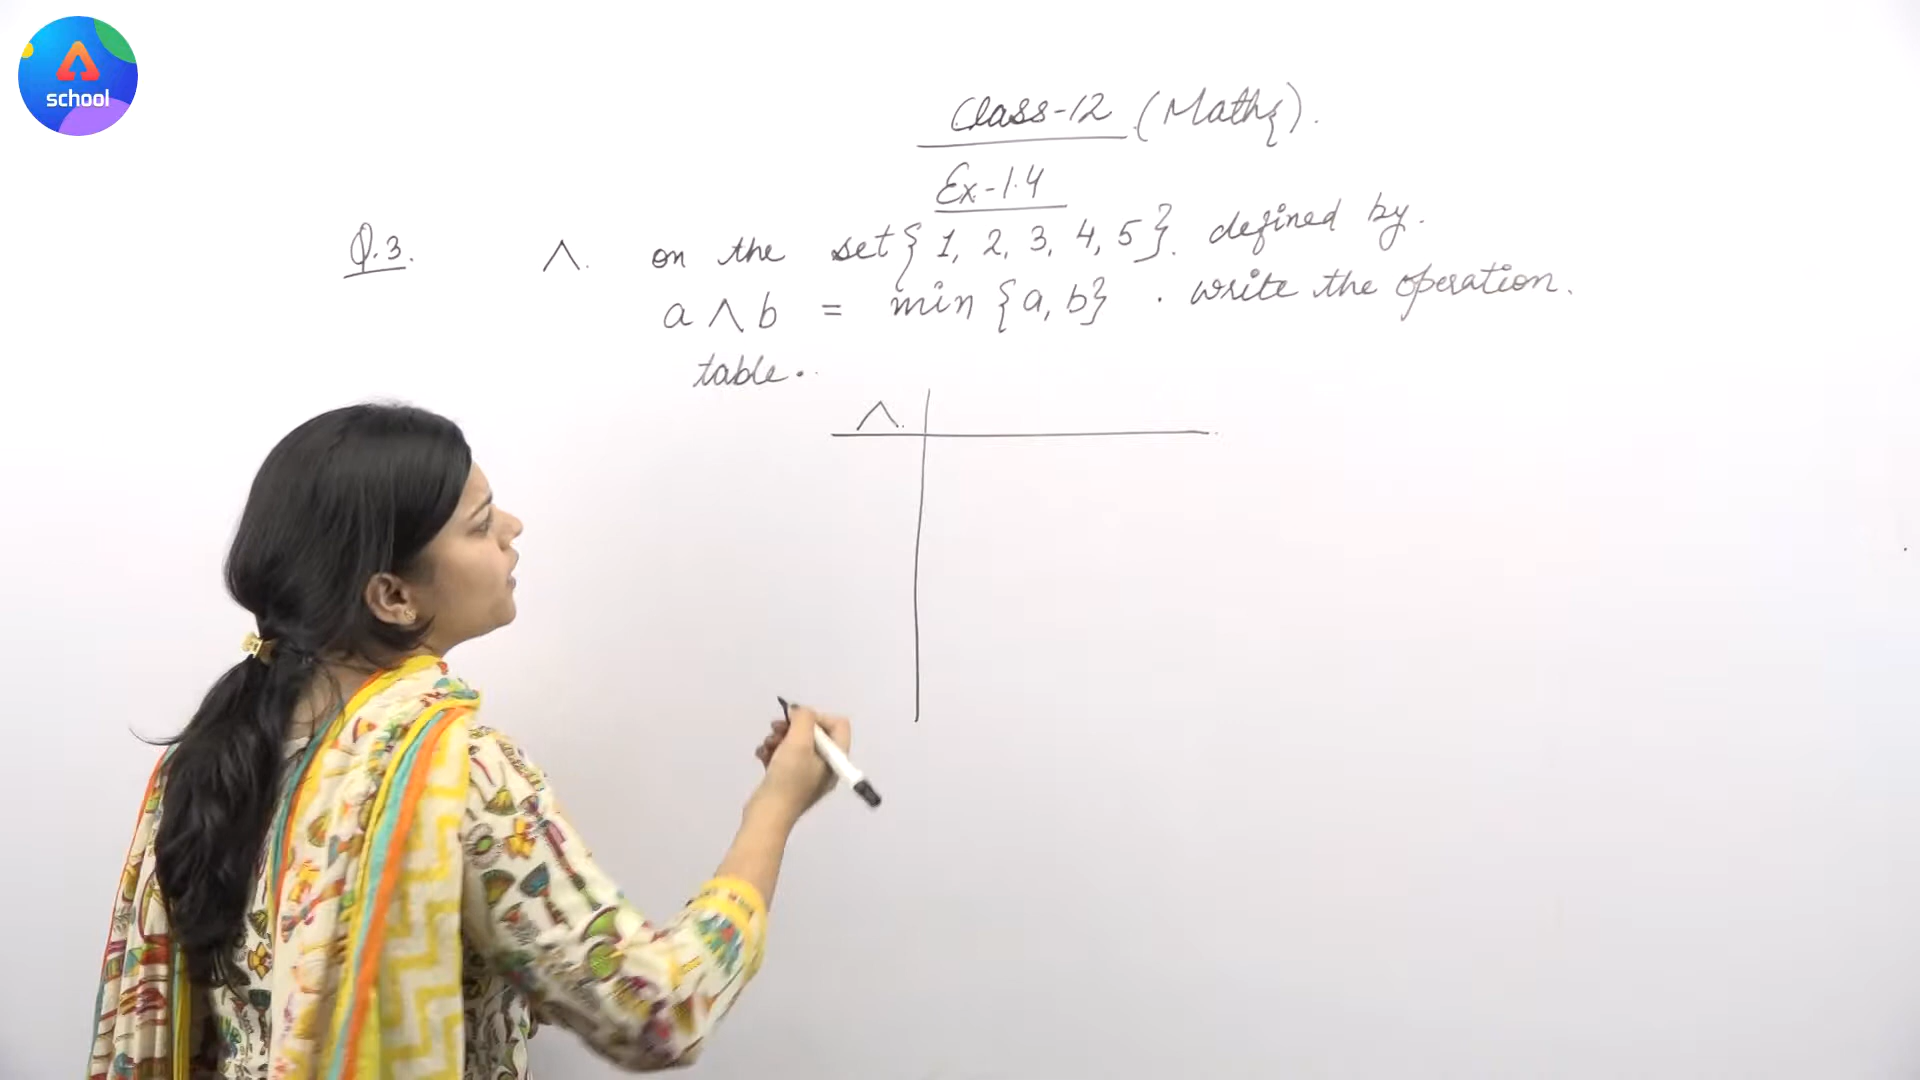 school
Class-12 (Maths).
Ex-1.4
Q.3. ∧. on the set {1, 2, 3, 4, 5}. defined by.
a ∧ b = min {a, b} . write the operation.
table.
∧.